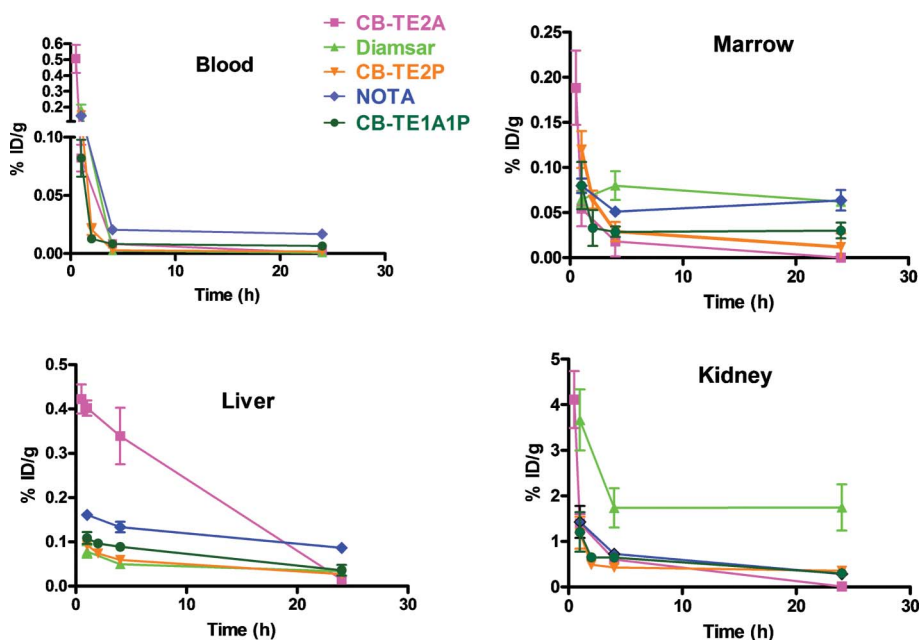 Blood
CB-TE2A
Diamsar
CB-TE2P
NOTA
CB-TE1A1P
% ID/g
0.6
0.5
0.4
0.3
0.2
0.10
0.05
0.00
0 10 20 30
Time (h)
Marrow
% ID/g
0.25
0.20
0.15
0.10
0.05
0.00
0 10 20 30
Time (h)
Liver
% ID/g
0.5
0.4
0.3
0.2
0.1
0.0
0 10 20 30
Time (h)
Kidney
% ID/g
5
4
3
2
1
0
0 10 20 30
Time (h)